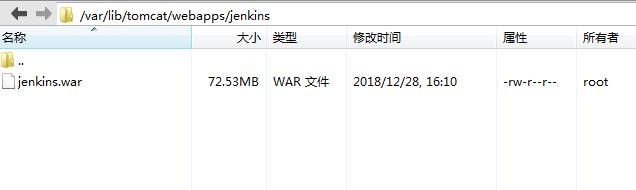 /var/lib/tomcat/webapps/jenkins
名称 大小 类型 修改时间 属性 所有者
..
jenkins.war 72.53MB WAR 文件 2018/12/28, 16:10 -rw-r--r-- root